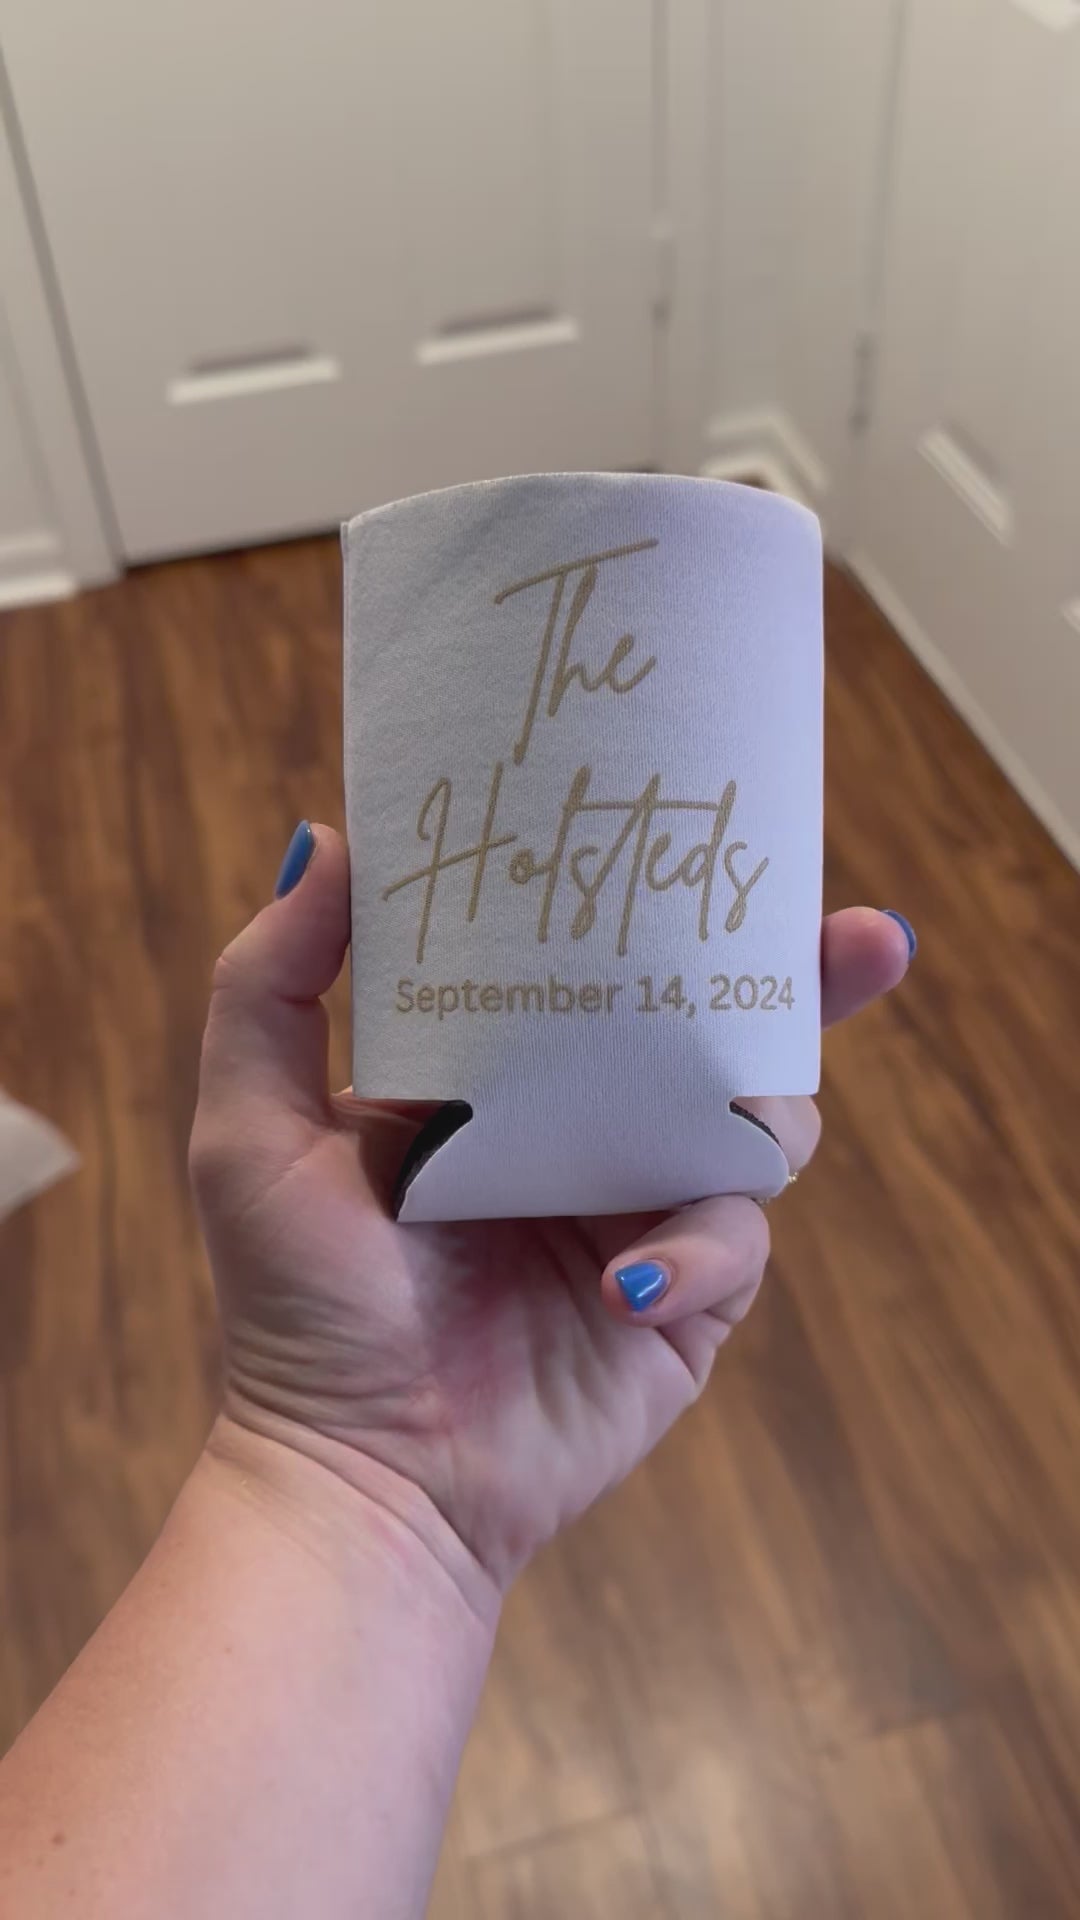 The
Holsteds
September 14, 2024